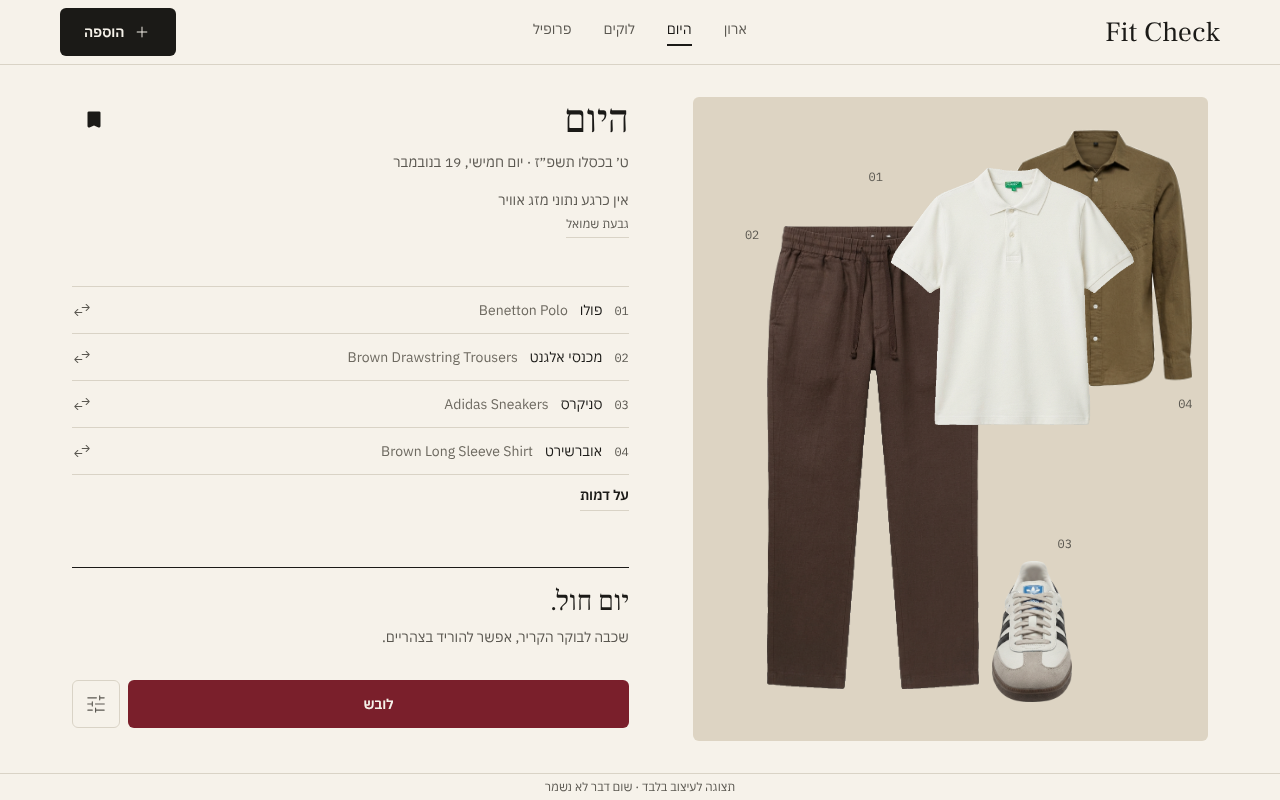 Fit Check
ארון
היום
לוקים
פרופיל
הוספה
היום
ט׳ בכסלו תשפ״ז · יום חמישי, 19 בנובמבר
אין כרגע נתוני מזג אוויר
גבעת שמואל
01 פולו Benetton Polo
02 מכנסי אלגנט Brown Drawstring Trousers
03 סניקרס Adidas Sneakers
04 אוברשירט Brown Long Sleeve Shirt
על דמות
יום חול.
שכבה לבוקר הקריר, אפשר להוריד בצהריים.
לובש
01
02
04
03
תצוגה לעיצוב בלבד · שום דבר לא נשמר